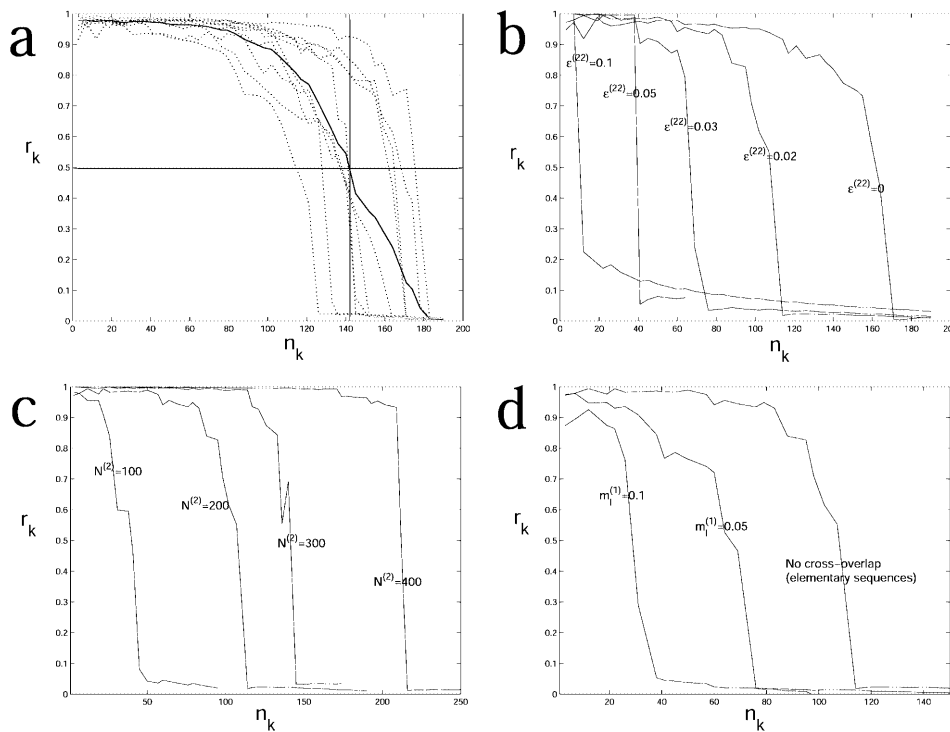 a
1
0.9
0.8
0.7
0.6
0.5
0.4
0.3
0.2
0.1
0
r_k
0 20 40 60 80 100 120 140 160 180 200
n_k
b
1
0.9
0.8
0.7
0.6
0.5
0.4
0.3
0.2
0.1
0
r_k
ε^(22)=0.1
ε^(22)=0.05
ε^(22)=0.03
ε^(22)=0.02
ε^(22)=0
0 20 40 60 80 100 120 140 160 180 200
n_k
c
1
0.9
0.8
0.7
0.6
0.5
0.4
0.3
0.2
0.1
0
r_k
N^(2)=100
N^(2)=200
N^(2)=300
N^(2)=400
50 100 150 200 250
n_k
d
1
0.9
0.8
0.7
0.6
0.5
0.4
0.3
0.2
0.1
0
r_k
m_l^(1)=0.1
m_l^(1)=0.05
No cross-overlap
(elementary sequences)
0 20 40 60 80 100 120 140
n_k